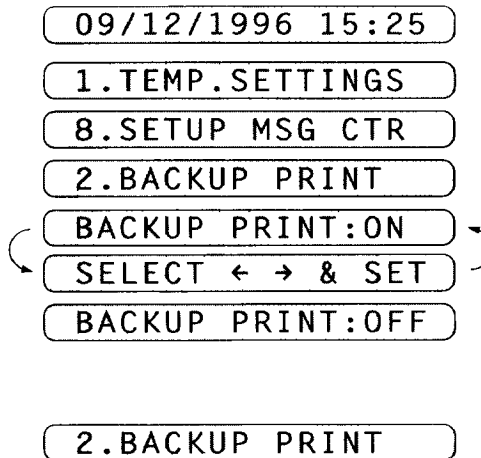 09/12/1996 15:25
1.TEMP.SETTINGS
8.SETUP MSG CTR
2.BACKUP PRINT
BACKUP PRINT:ON
SELECT ← → & SET
BACKUP PRINT:OFF
2.BACKUP PRINT